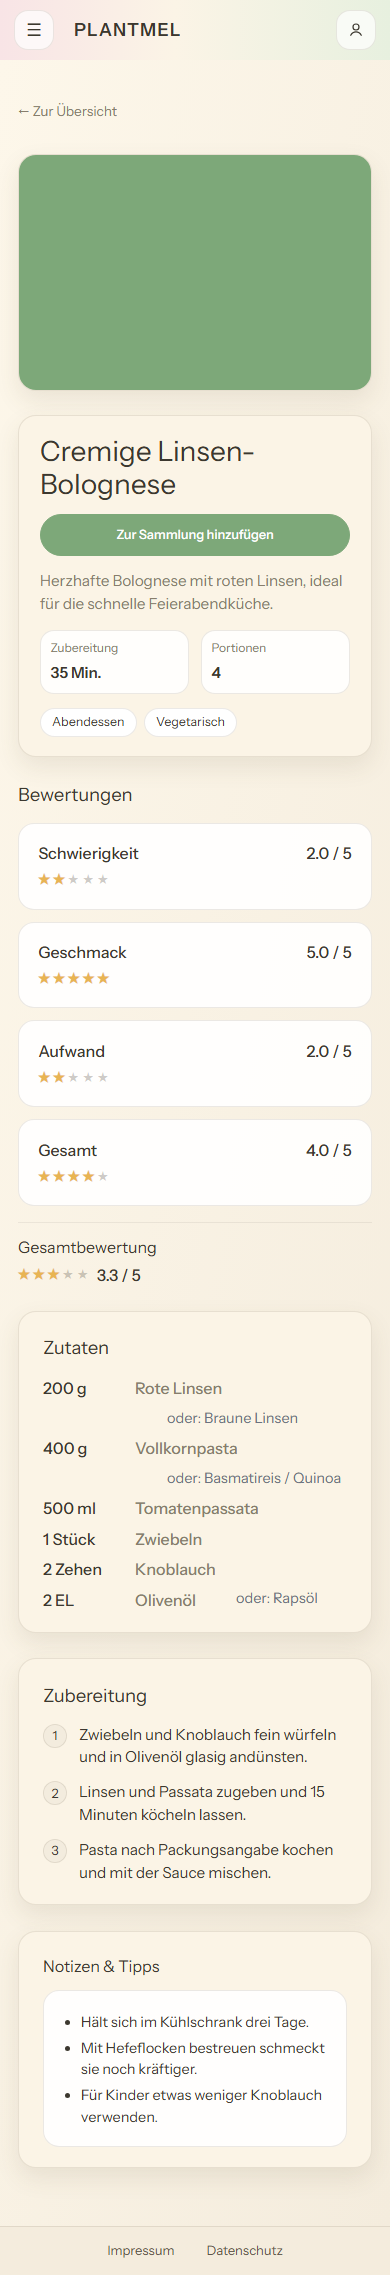 ☰ PLANTMEL
← Zur Übersicht
Cremige Linsen-
Bolognese
Zur Sammlung hinzufügen
Herzhafte Bolognese mit roten Linsen, ideal
für die schnelle Feierabendküche.
Zubereitung
35 Min.
Portionen
4
Abendessen Vegetarisch
Bewertungen
Schwierigkeit 2.0 / 5
★★★★★
Geschmack 5.0 / 5
★★★★★
Aufwand 2.0 / 5
★★★★★
Gesamt 4.0 / 5
★★★★★
Gesamtbewertung
★★★★★ 3.3 / 5
Zutaten
200 g Rote Linsen
oder: Braune Linsen
400 g Vollkornpasta
oder: Basmatireis / Quinoa
500 ml Tomatenpassata
1 Stück Zwiebeln
2 Zehen Knoblauch
2 EL Olivenöl oder: Rapsöl
Zubereitung
1 Zwiebeln und Knoblauch fein würfeln
und in Olivenöl glasig andünsten.
2 Linsen und Passata zugeben und 15
Minuten köcheln lassen.
3 Pasta nach Packungsangabe kochen
und mit der Sauce mischen.
Notizen & Tipps
• Hält sich im Kühlschrank drei Tage.
• Mit Hefeflocken bestreuen schmeckt
sie noch kräftiger.
• Für Kinder etwas weniger Knoblauch
verwenden.
Impressum Datenschutz